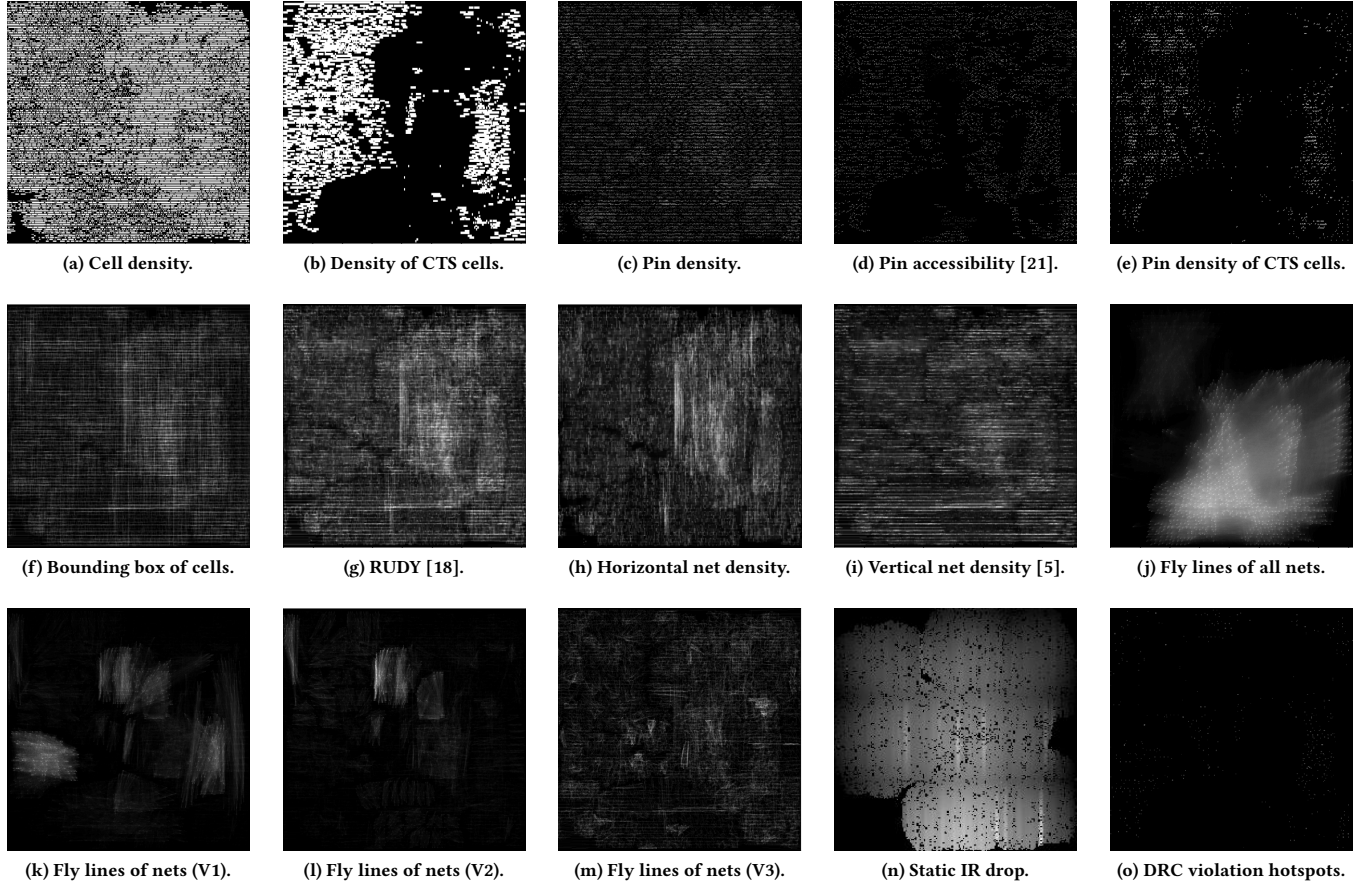 (a) Cell density.
(b) Density of CTS cells.
(c) Pin density.
(d) Pin accessibility [21].
(e) Pin density of CTS cells.
(f) Bounding box of cells.
(g) RUDY [18].
(h) Horizontal net density.
(i) Vertical net density [5].
(j) Fly lines of all nets.
(k) Fly lines of nets (V1).
(l) Fly lines of nets (V2).
(m) Fly lines of nets (V3).
(n) Static IR drop.
(o) DRC violation hotspots.